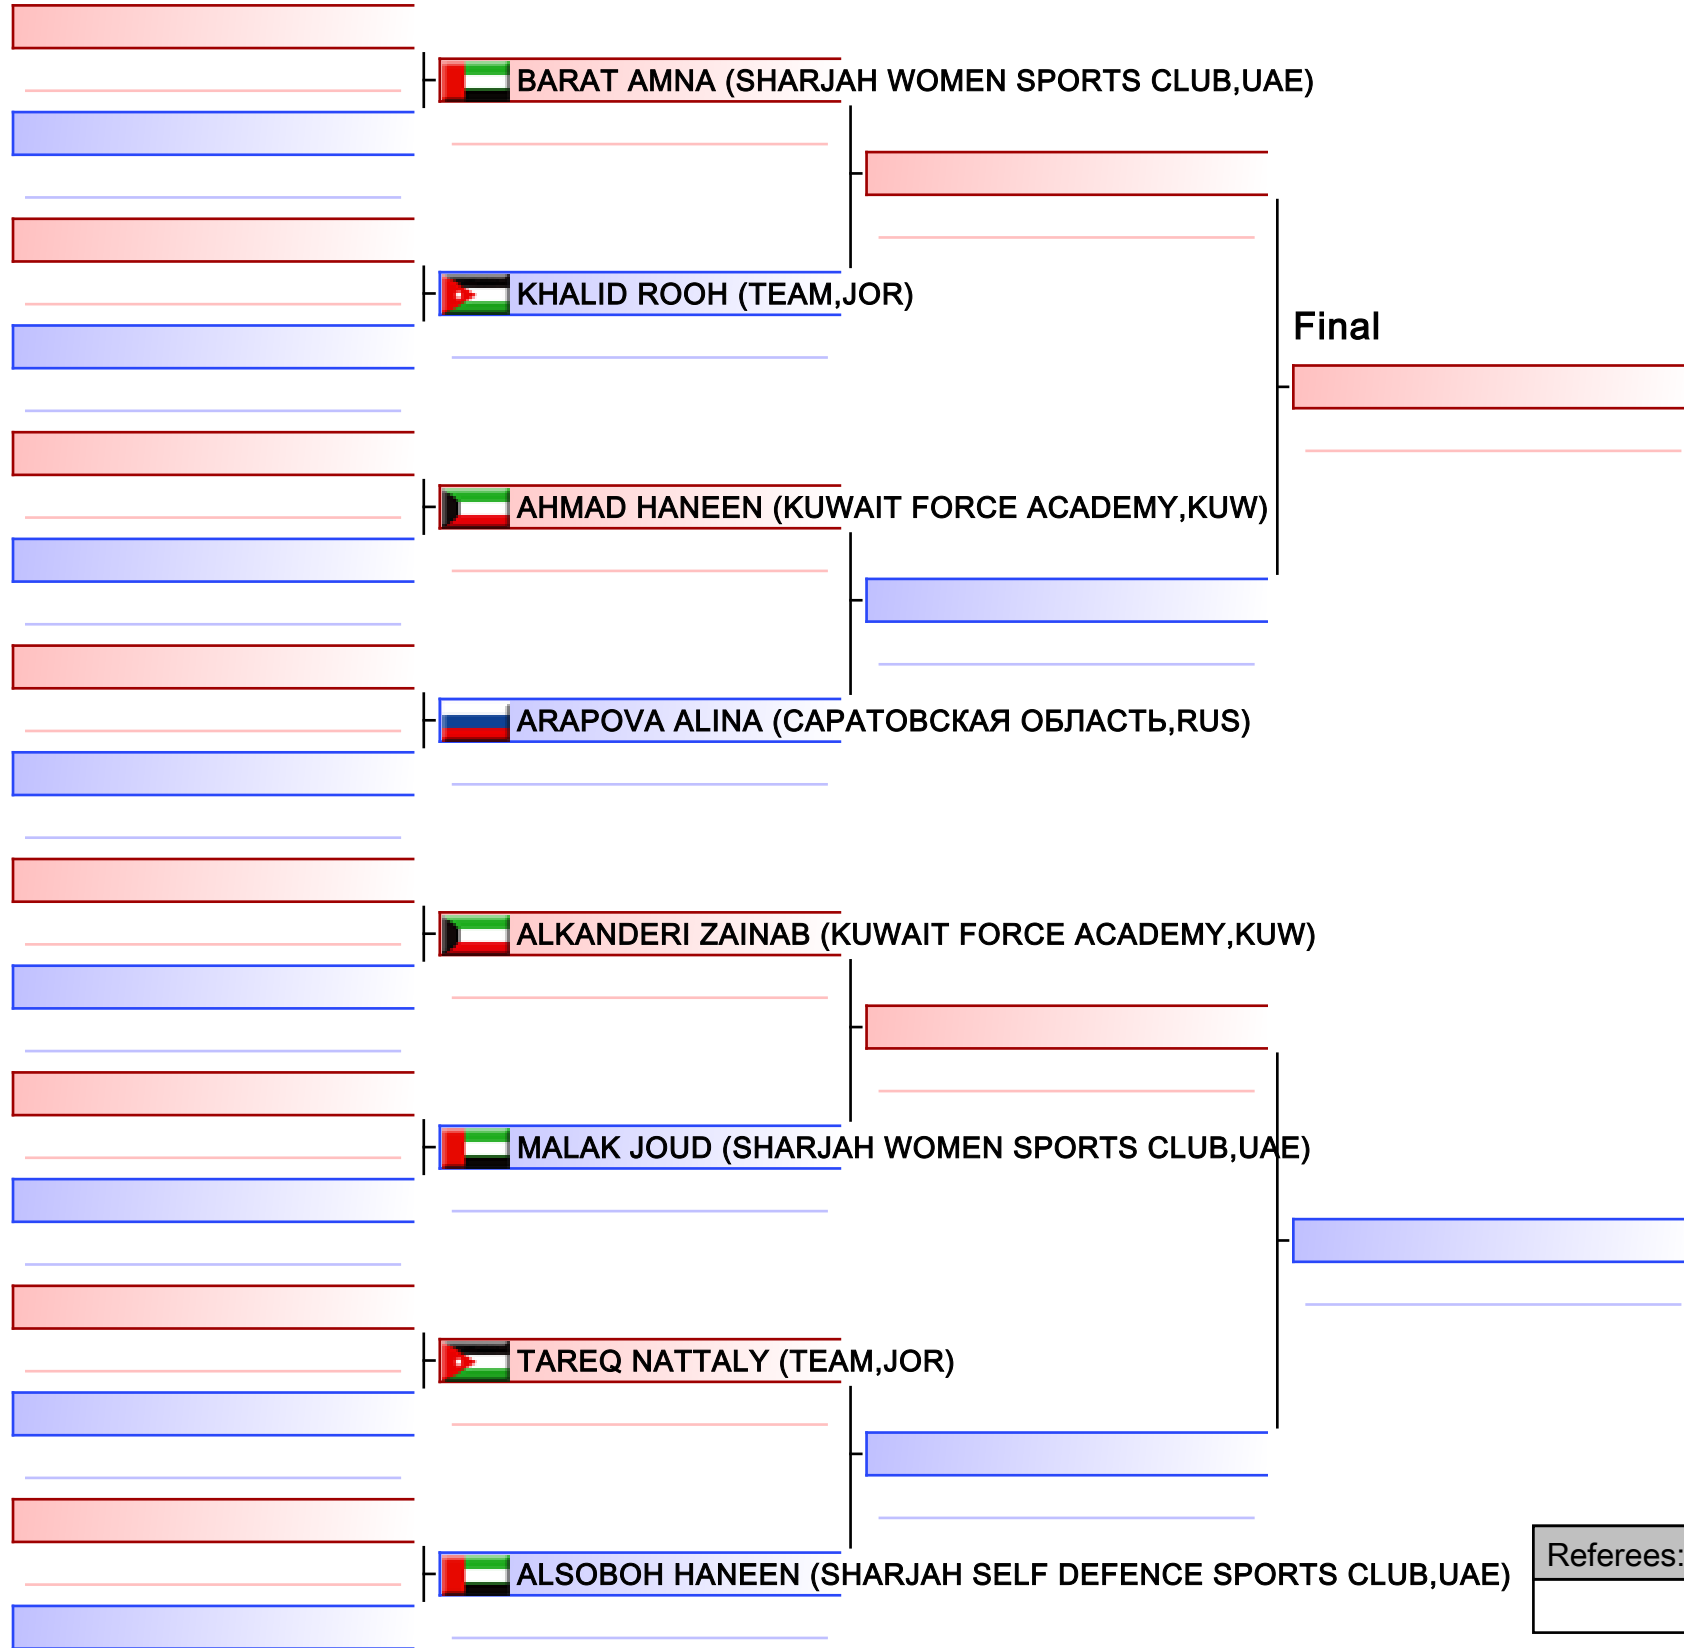 BARAT AMNA (SHARJAH WOMEN SPORTS CLUB,UAE)
KHALID ROOH (TEAM,JOR)
Final
AHMAD HANEEN (KUWAIT FORCE ACADEMY,KUW)
ARAPOVA ALINA (САРАТОВСКАЯ ОБЛАСТЬ,RUS)
ALKANDERI ZAINAB (KUWAIT FORCE ACADEMY,KUW)
MALAK JOUD (SHARJAH WOMEN SPORTS CLUB,UAE)
TAREQ NATTALY (TEAM,JOR)
ALSOBOH HANEEN (SHARJAH SELF DEFENCE SPORTS CLUB,UAE)
Referees: